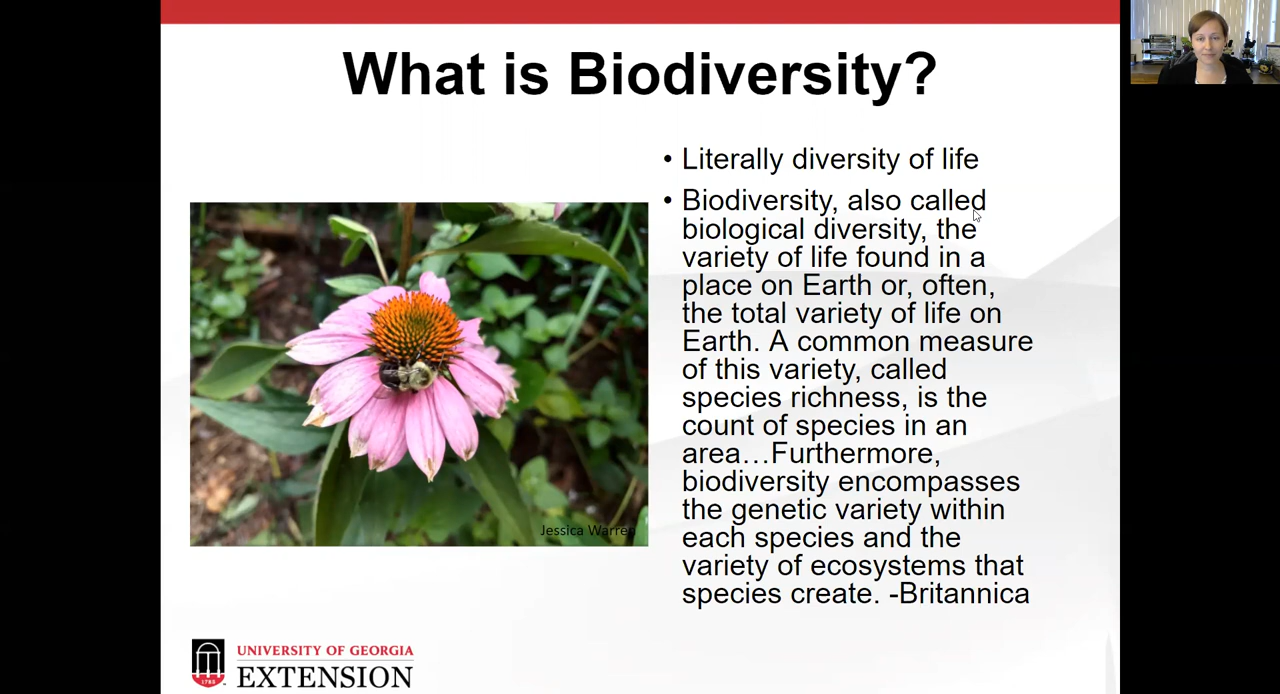 What is Biodiversity?
• Literally diversity of life
• Biodiversity, also called
biological diversity, the
variety of life found in a
place on Earth or, often,
the total variety of life on
Earth. A common measure
of this variety, called
species richness, is the
count of species in an
area…Furthermore,
biodiversity encompasses
the genetic variety within
each species and the
variety of ecosystems that
species create. -Britannica
Jessica Warren
1785
UNIVERSITY OF GEORGIA
EXTENSION